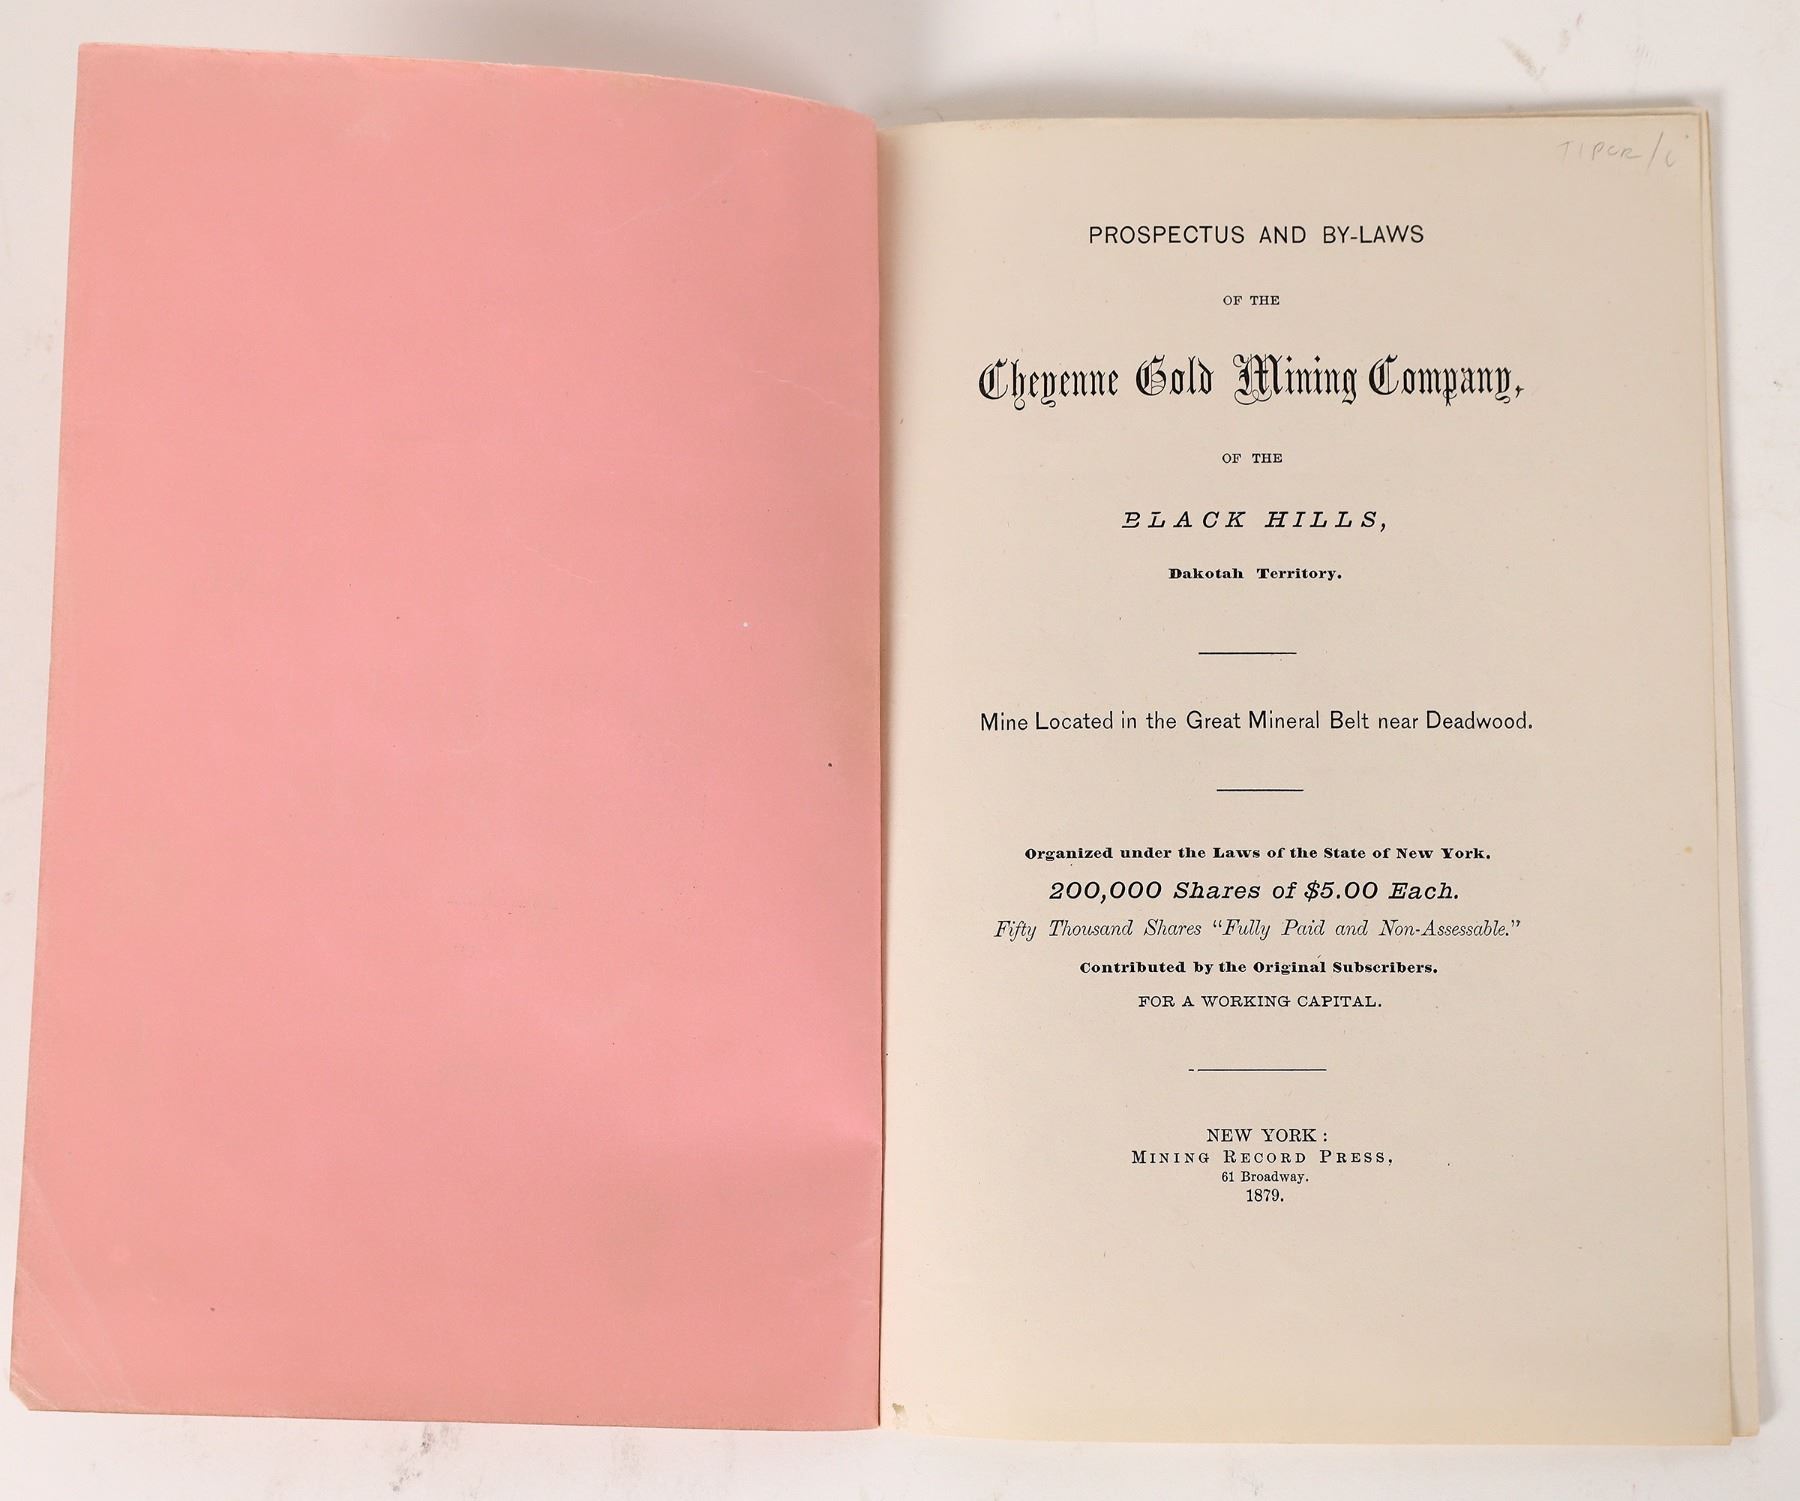 PROSPECTUS AND BY-LAWS
OF THE
Cheyenne Gold Mining Company,
OF THE
BLACK HILLS,
Dakotah Territory.
Mine Located in the Great Mineral Belt near Deadwood.
Organized under the Laws of the State of New York.
200,000 Shares of $5.00 Each.
Fifty Thousand Shares "Fully Paid and Non-Assessable."
Contributed by the Original Subscribers.
FOR A WORKING CAPITAL.
NEW YORK:
MINING RECORD PRESS,
61 Broadway.
1879.